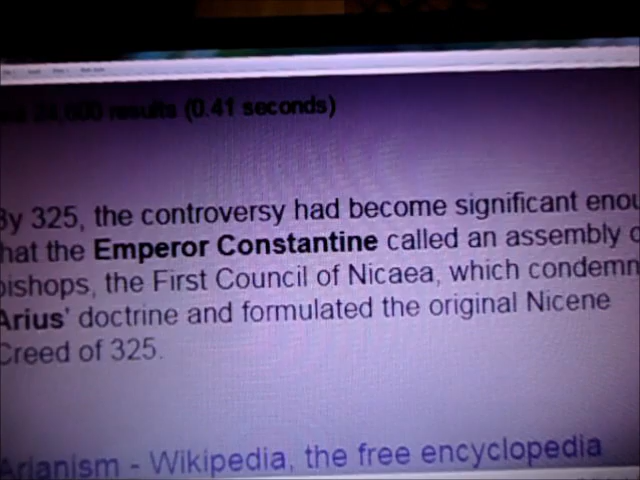 results (0.41 seconds)
By 325, the controversy had become significant enou
hat the Emperor Constantine called an assembly o
bishops, the First Council of Nicaea, which condemn
Arius' doctrine and formulated the original Nicene
Creed of 325.
Arianism - Wikipedia, the free encyclopedia